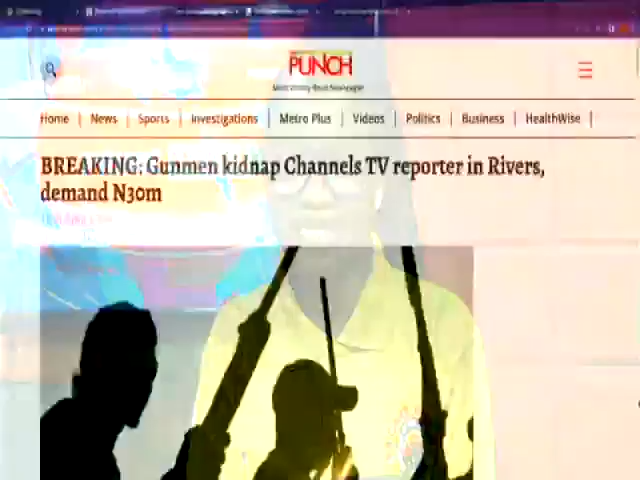 PUNCH
Home News Sports Investigations Metro Plus Videos Politics Business HealthWise
BREAKING: Gunmen kidnap Channels TV reporter in Rivers,
demand N30m